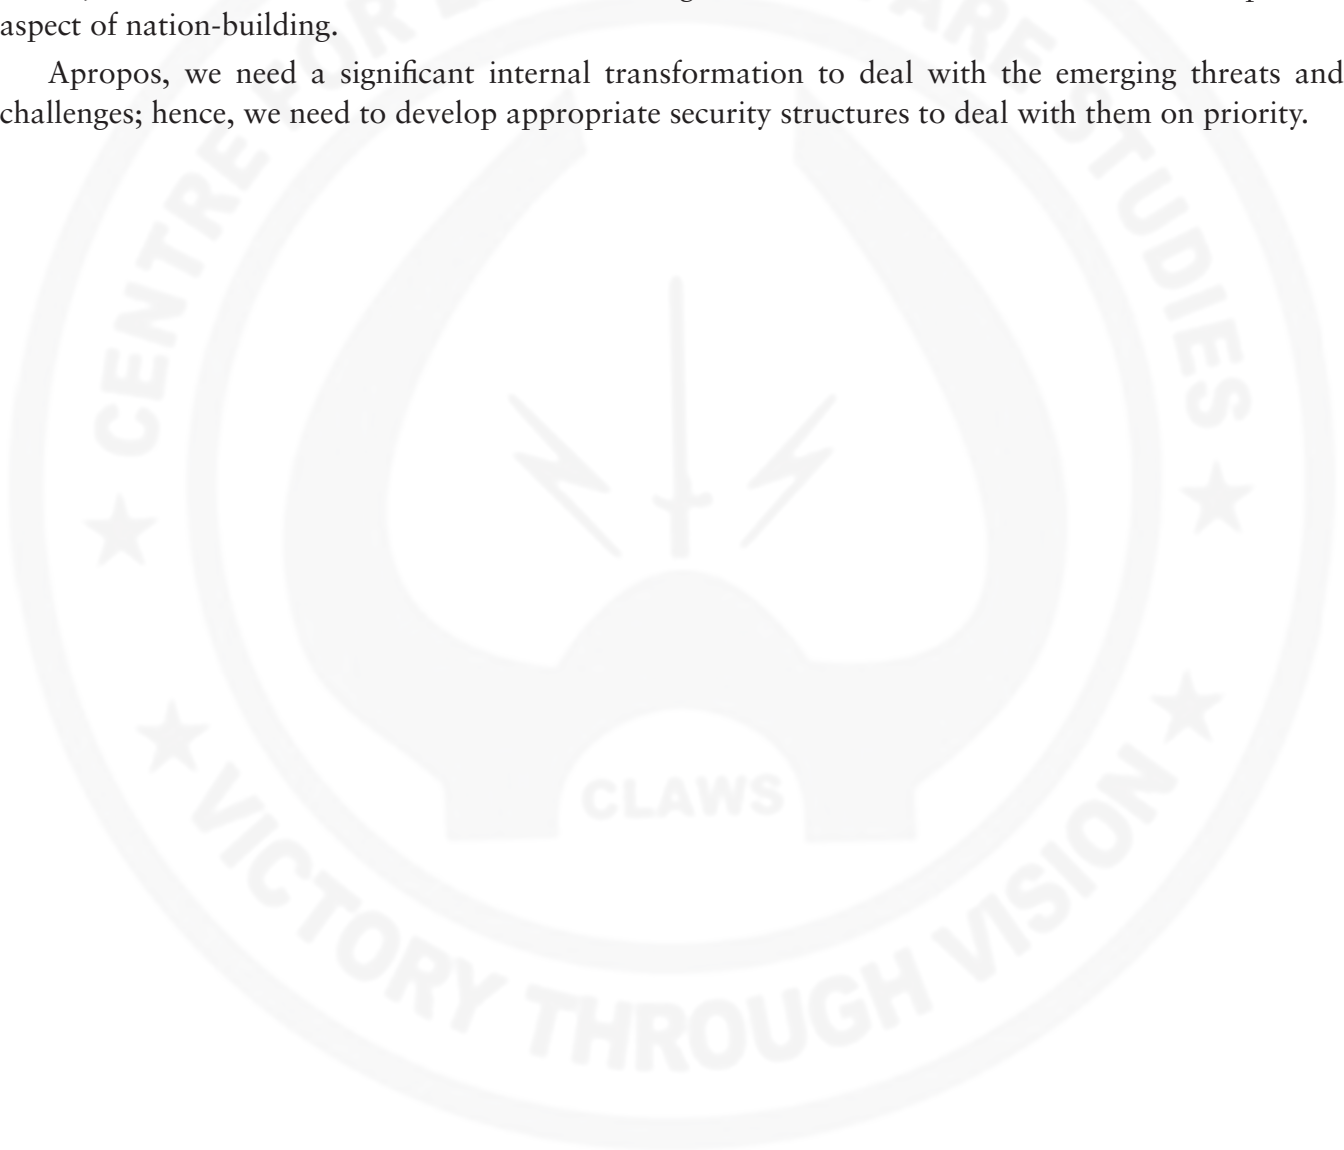 aspect of nation-building.
Apropos, we need a significant internal transformation to deal with the emerging threats and
challenges; hence, we need to develop appropriate security structures to deal with them on priority.
CENTRE FOR
ARE STUDIES
CLAWS
VICTORY THROUGH VISION